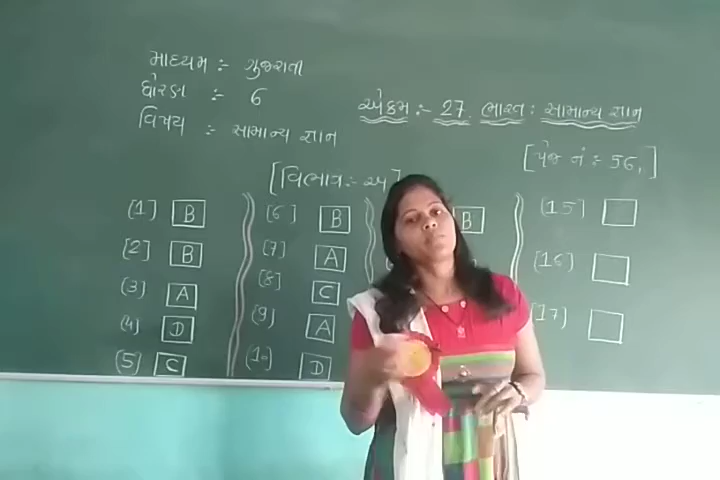 માધ્યમ :- ગુજરાતી
ધોરણ :- 6
વિષય :- સામાન્ય જ્ઞાન
એકમ :- 27. ભારત : સામાન્ય જ્ઞાન
[પેજ નં :- 56,]
[વિભાગ :- અ]
(1) B
(2) B
(3) A
(4) D
(5) C
(6) B
(7) A
(8) C
(9) A
(10) D
B
(15)
(16)
(17)